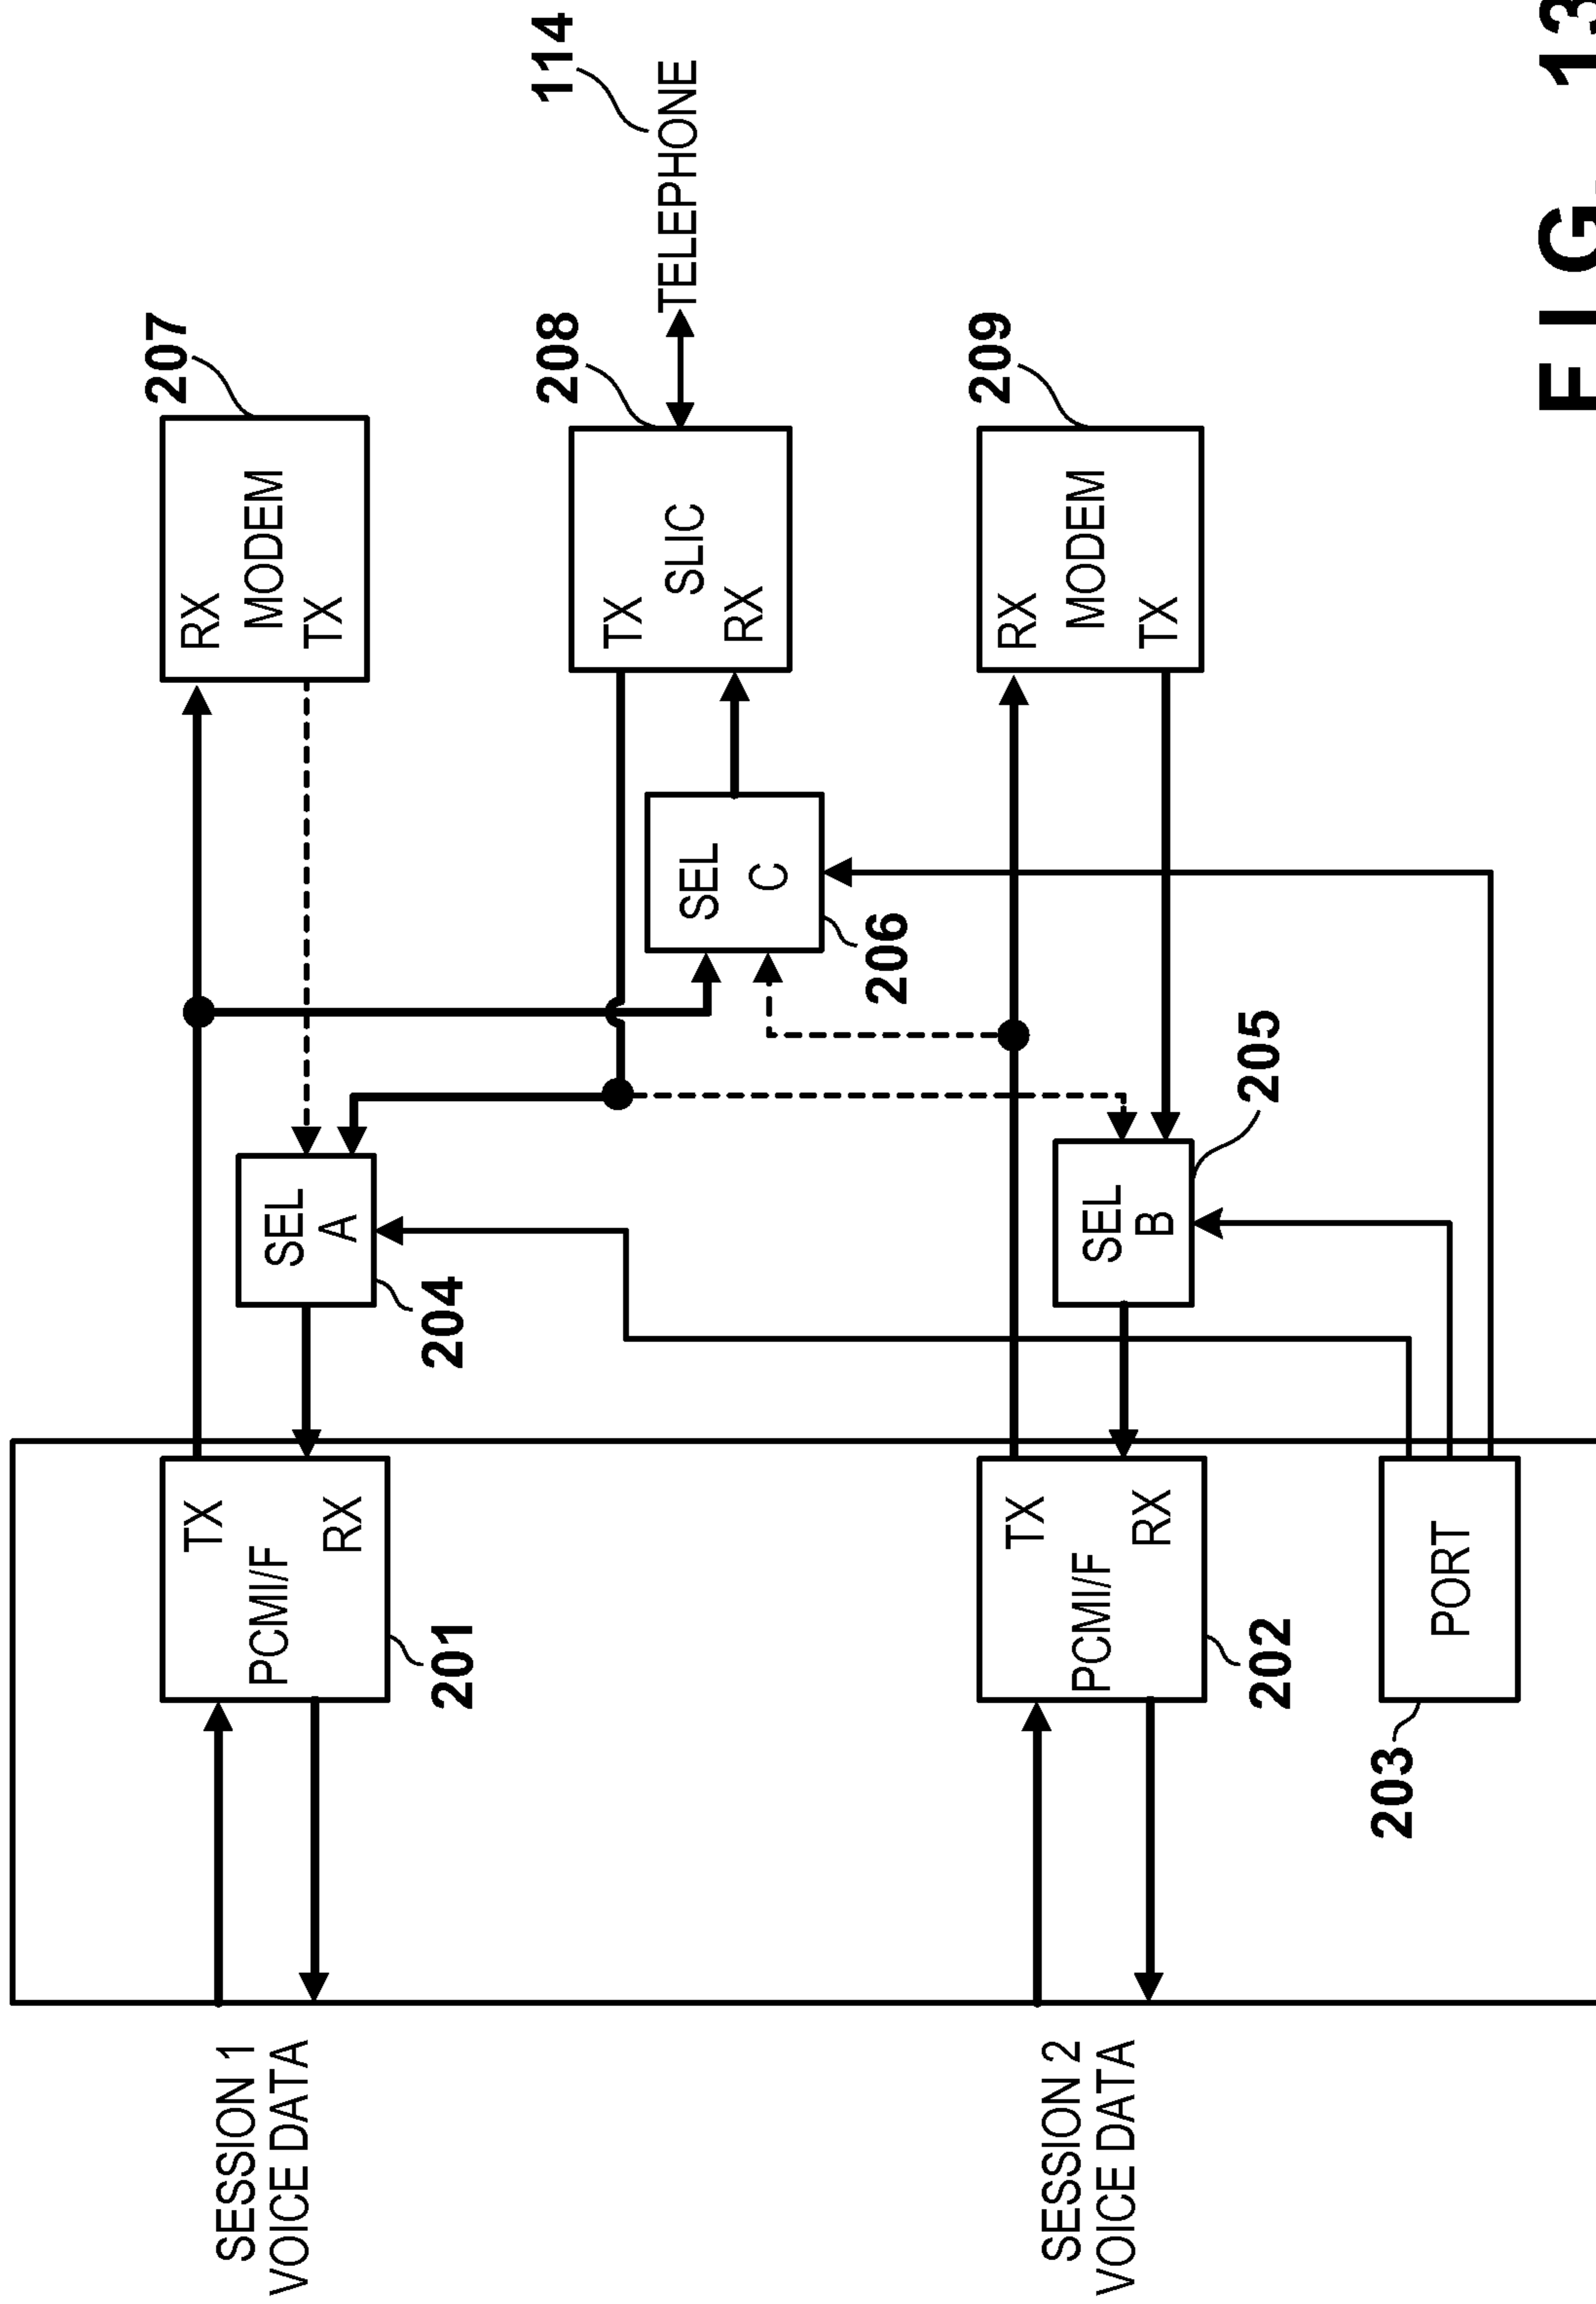 SESSION 1
VOICE DATA
TX
PCMI/F
RX
201
SEL
A
204
RX
MODEM
TX
207
TX
SLIC
RX
208
TELEPHONE
114
SEL
C
206
SESSION 2
VOICE DATA
TX
PCMI/F
RX
202
SEL
B
205
RX
MODEM
TX
209
PORT
203
FIG. 13